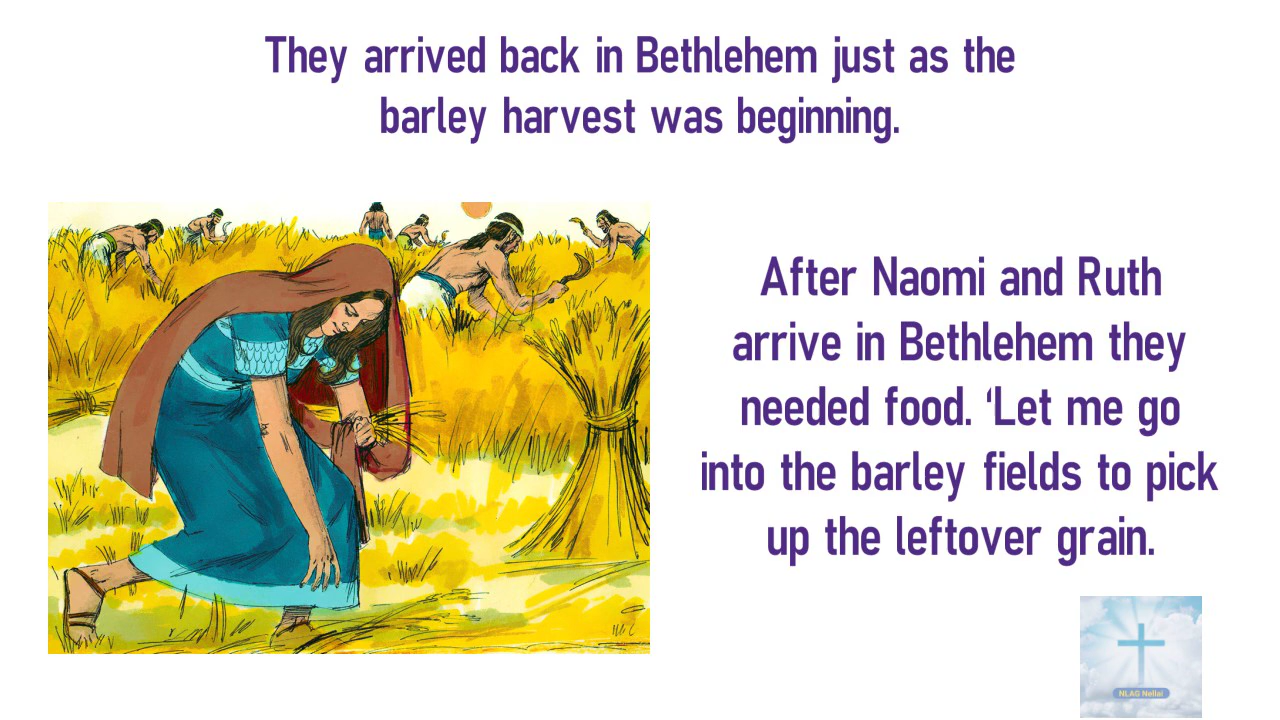 They arrived back in Bethlehem just as the
barley harvest was beginning.
After Naomi and Ruth
arrive in Bethlehem they
needed food. ‘Let me go
into the barley fields to pick
up the leftover grain.
NLAG Nellai